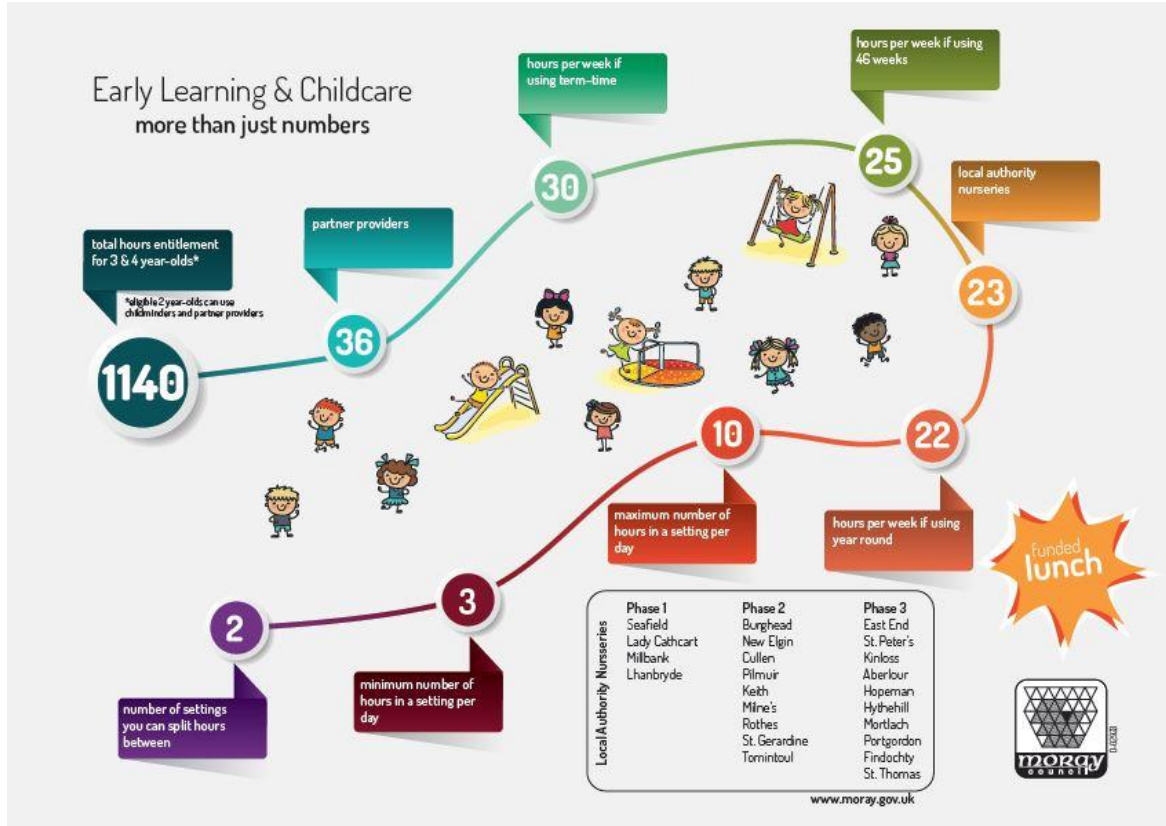 Early Learning & Childcare
more than just numbers
total hours entitlement
for 3 & 4 year-olds*
*eligible 2 year-olds can use
childminders and partner providers
1140
partner providers
36
hours per week if
using term-time
30
hours per week if using
46 weeks
25
local authority
nurseries
23
22
hours per week if using
year round
10
maximum number of
hours in a setting per
day
3
minimum number of
hours in a setting per
day
2
number of settings
you can split hours
between
funded
lunch
Local Authority Nursseries
Phase 1
Seafield
Lady Cathcart
Millbank
Lhanbryde
Phase 2
Burghead
New Elgin
Cullen
Pilmuir
Keith
Milne's
Rothes
St. Gerardine
Tomintoul
Phase 3
East End
St. Peter's
Kinloss
Aberlour
Hopeman
Hythehill
Mortlach
Portgordon
Findochty
St. Thomas
www.moray.gov.uk
moray
council